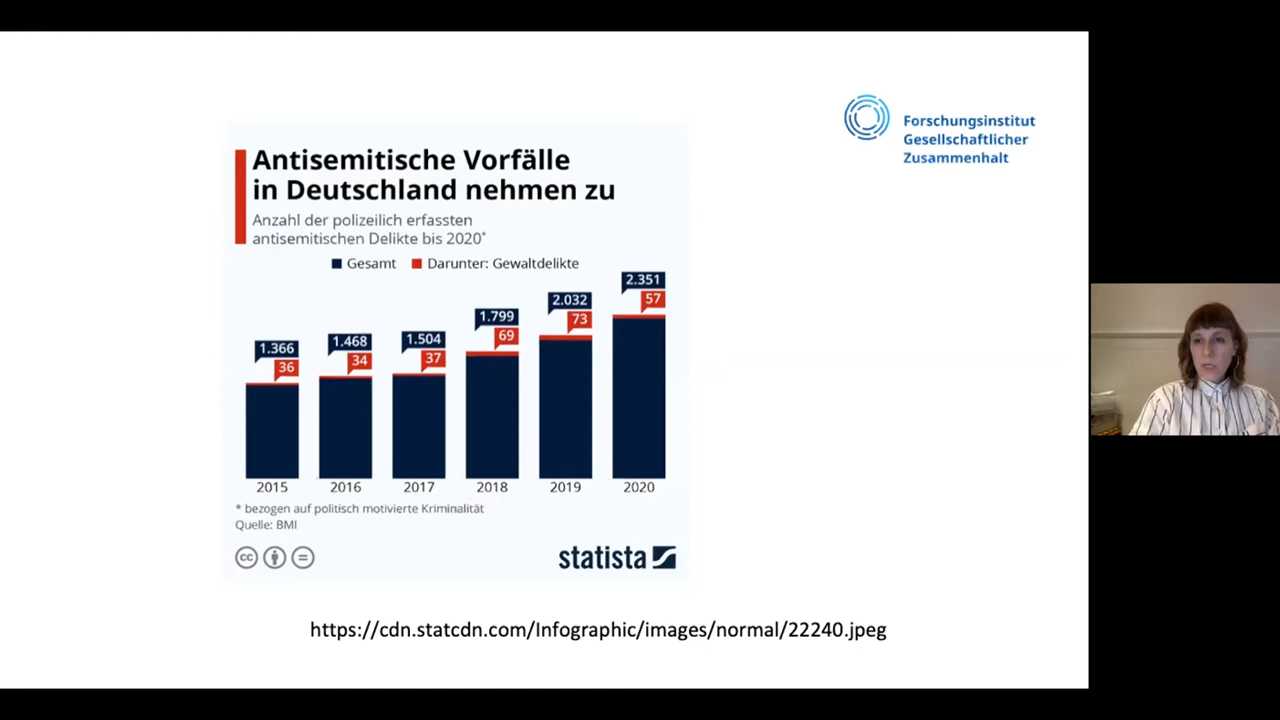 Forschungsinstitut
Gesellschaftlicher
Zusammenhalt
Antisemitische Vorfälle
in Deutschland nehmen zu
Anzahl der polizeilich erfassten
antisemitischen Delikte bis 2020*
Gesamt Darunter: Gewaltdelikte
1.366
36
1.468
34
1.504
37
1.799
69
2.032
73
2.351
57
2015 2016 2017 2018 2019 2020
* bezogen auf politisch motivierte Kriminalität
Quelle: BMI
cc
statista
https://cdn.statcdn.com/Infographic/images/normal/22240.jpeg